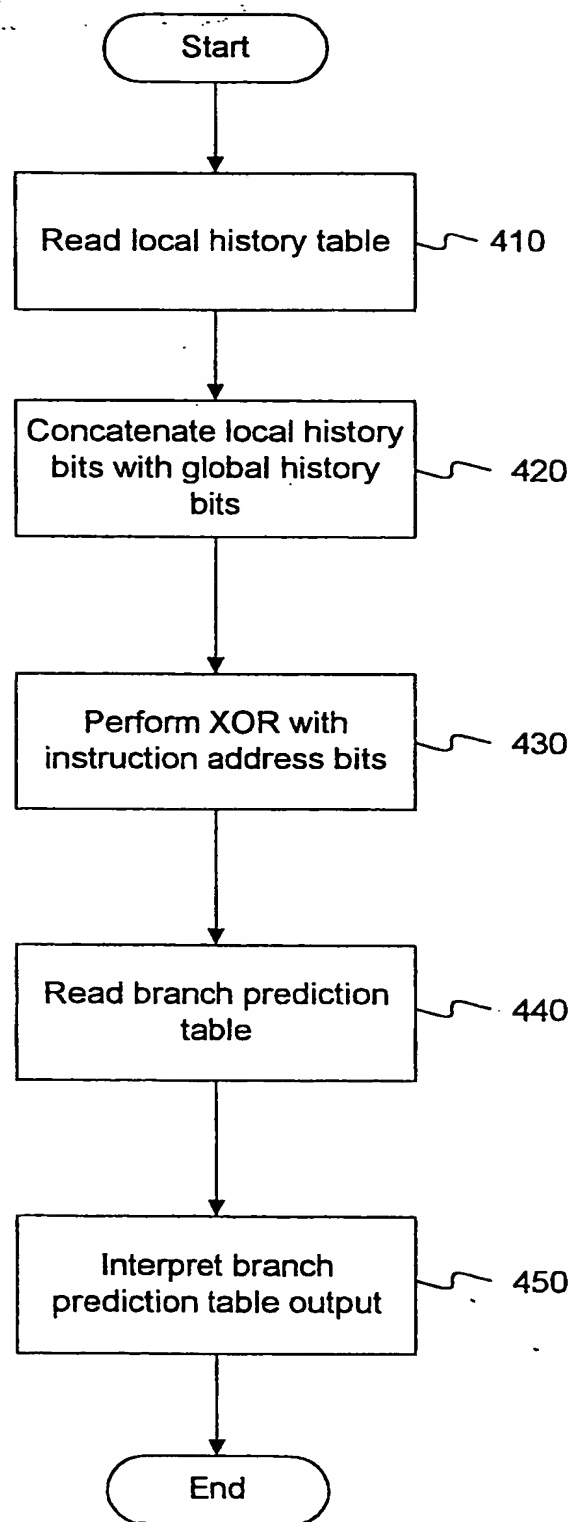 Start
Read local history table
410
Concatenate local history
bits with global history
bits
420
Perform XOR with
instruction address bits
430
Read branch prediction
table
440
Interpret branch
prediction table output
450
End